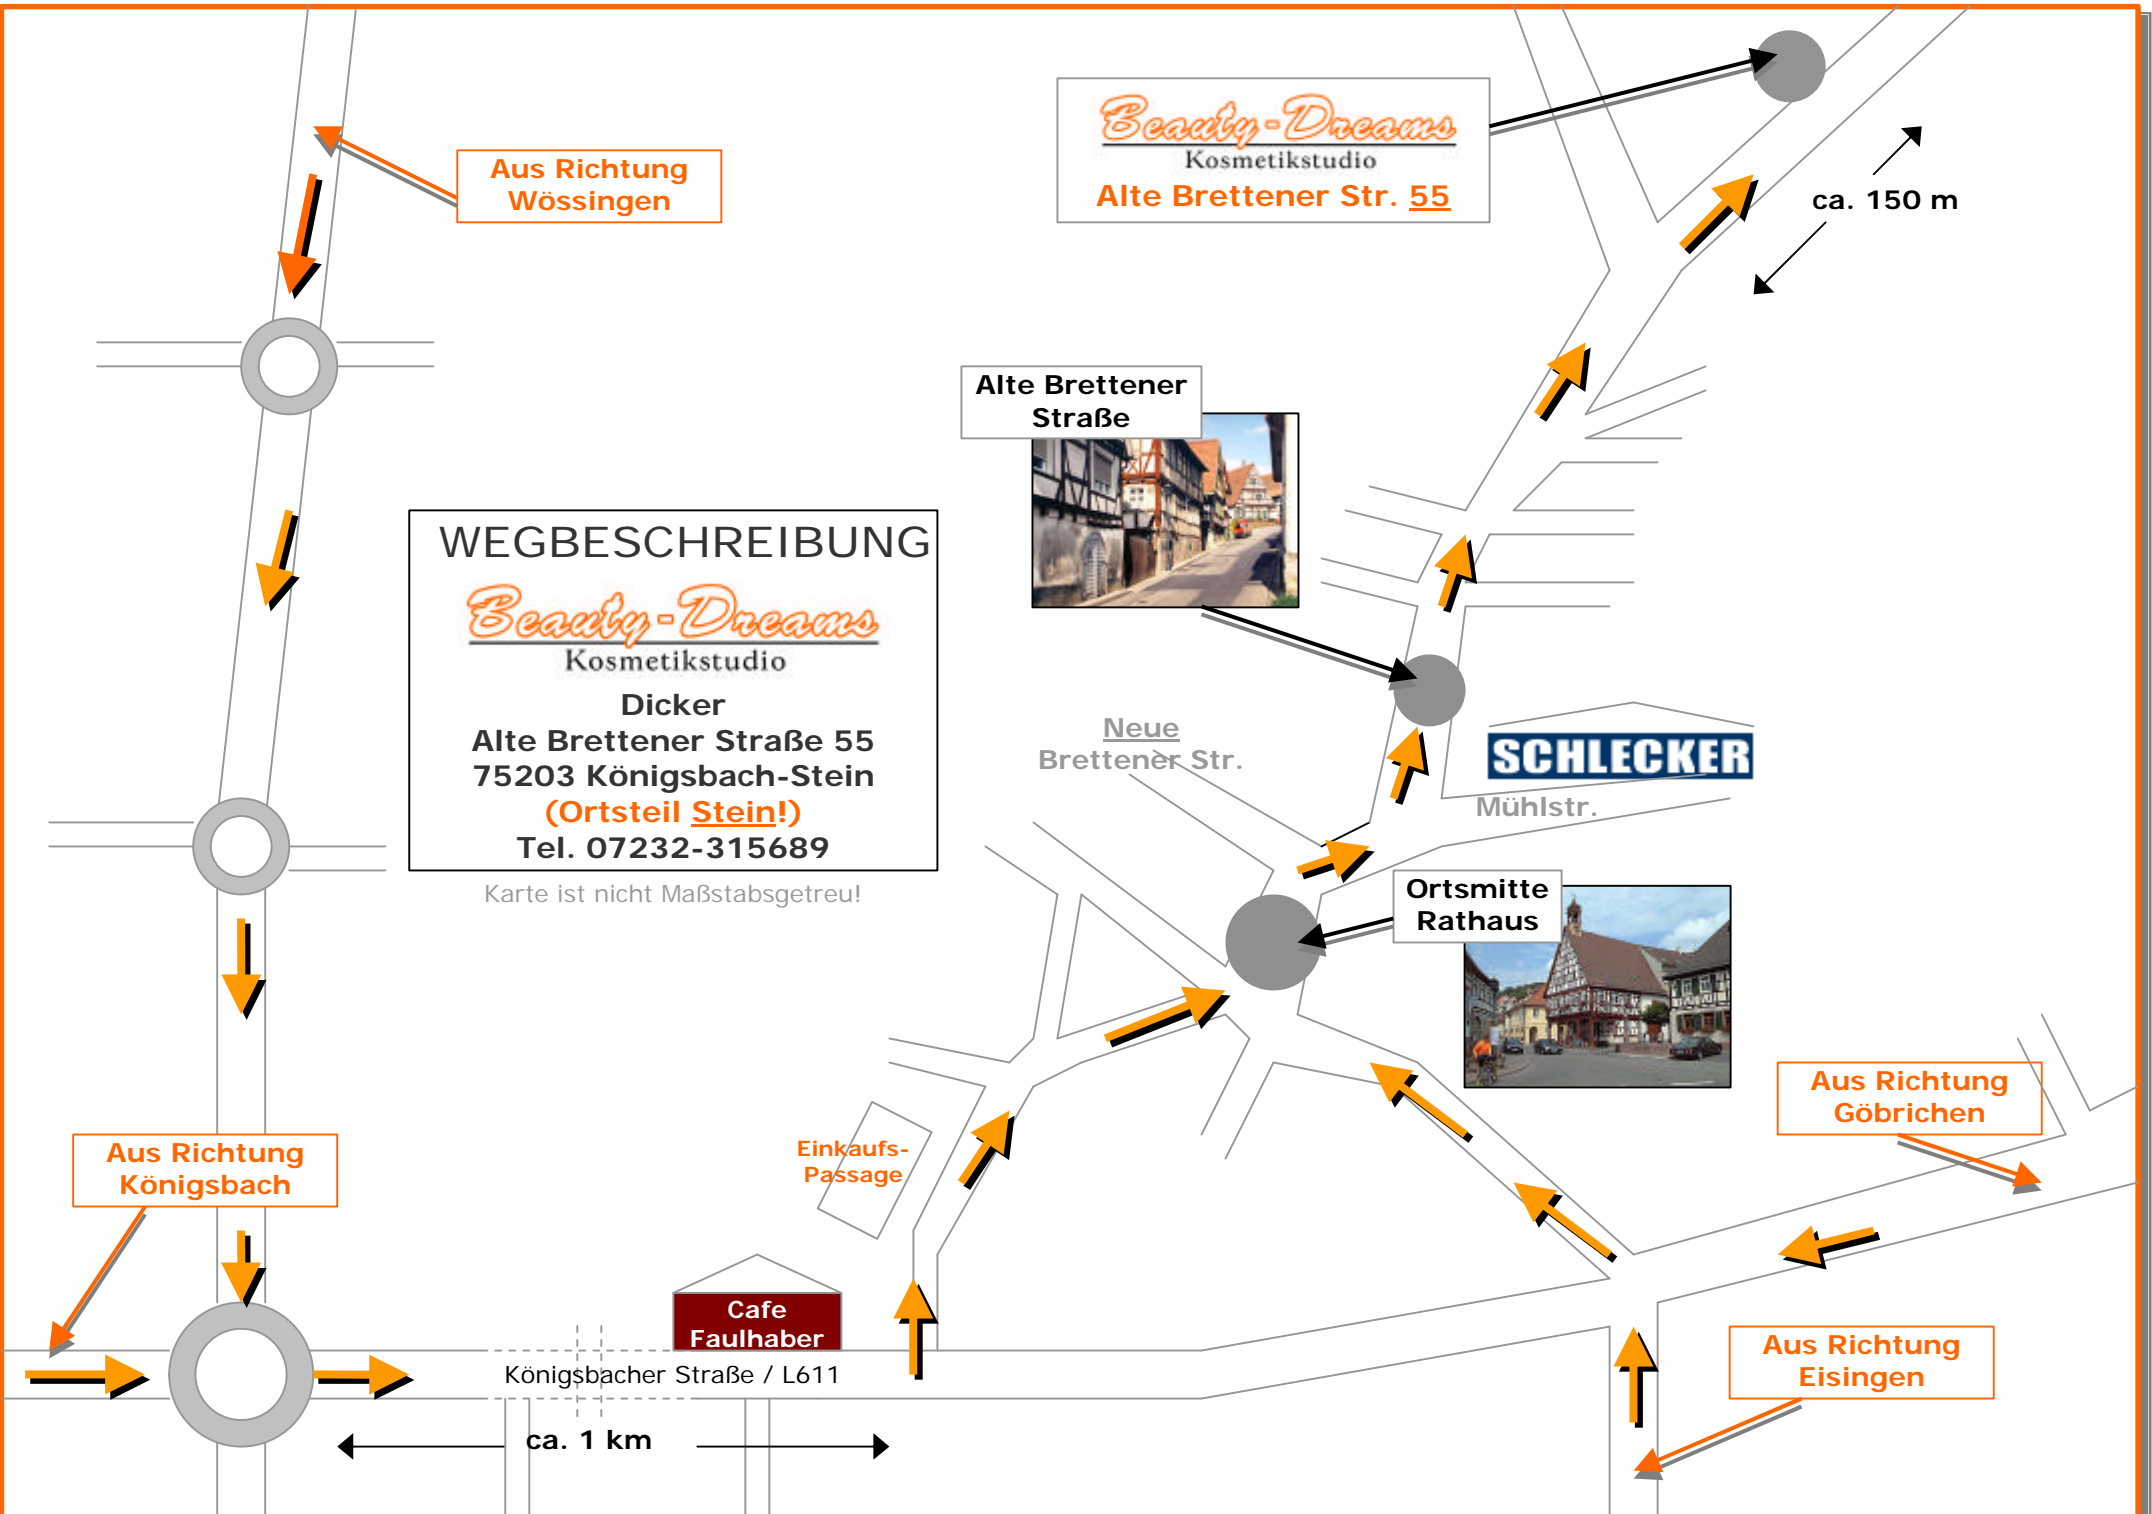 Beauty-Dreams
Kosmetikstudio
Alte Brettener Str. 55
Aus Richtung
Wössingen
ca. 150 m
Alte Brettener
Straße
WEGBESCHREIBUNG
Beauty-Dreams
Kosmetikstudio
Dicker
Alte Brettener Straße 55
75203 Königsbach-Stein
(Ortsteil Stein!)
Tel. 07232-315689
Karte ist nicht Maßstabsgetreu!
Neue
Brettener Str.
SCHLECKER
Mühlstr.
Ortsmitte
Rathaus
Aus Richtung
Göbrichen
Einkaufs-
Passage
Aus Richtung
Königsbach
Cafe
Faulhaber
Königsbacher Straße / L611
Aus Richtung
Eisingen
ca. 1 km